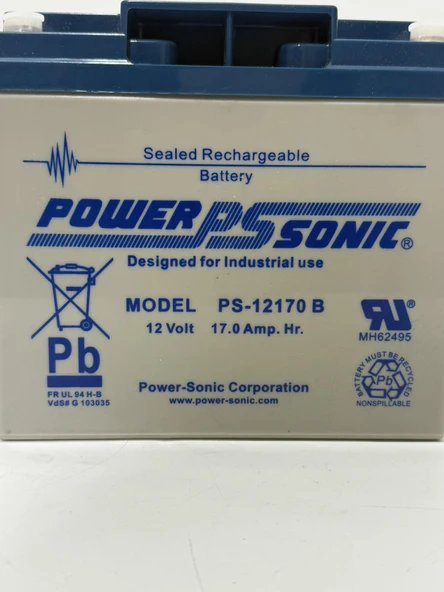 Sealed Rechargeable
Battery
POWER PS SONIC®
Designed for Industrial use
MODEL PS-12170 B
12 Volt 17.0 Amp. Hr.
Pb
FR UL 94 H-B
VdS# G 103035
Power-Sonic Corporation
www.power-sonic.com
UR
MH62495
BATTERY MUST BE RECYCLED
Pb
NONSPILLABLE